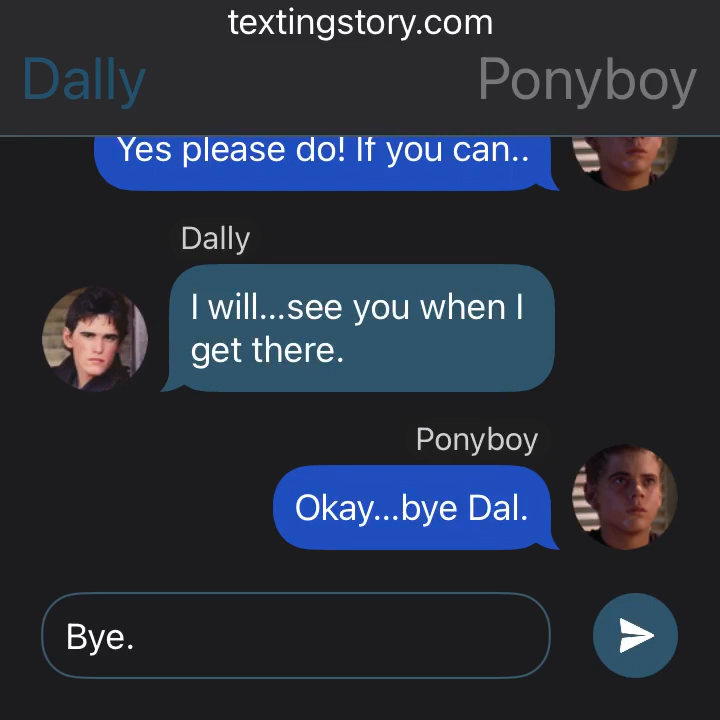 textingstory.com
Dally Ponyboy
Yes please do! If you can..
Dally
I will...see you when I
get there.
Ponyboy
Okay...bye Dal.
Bye.